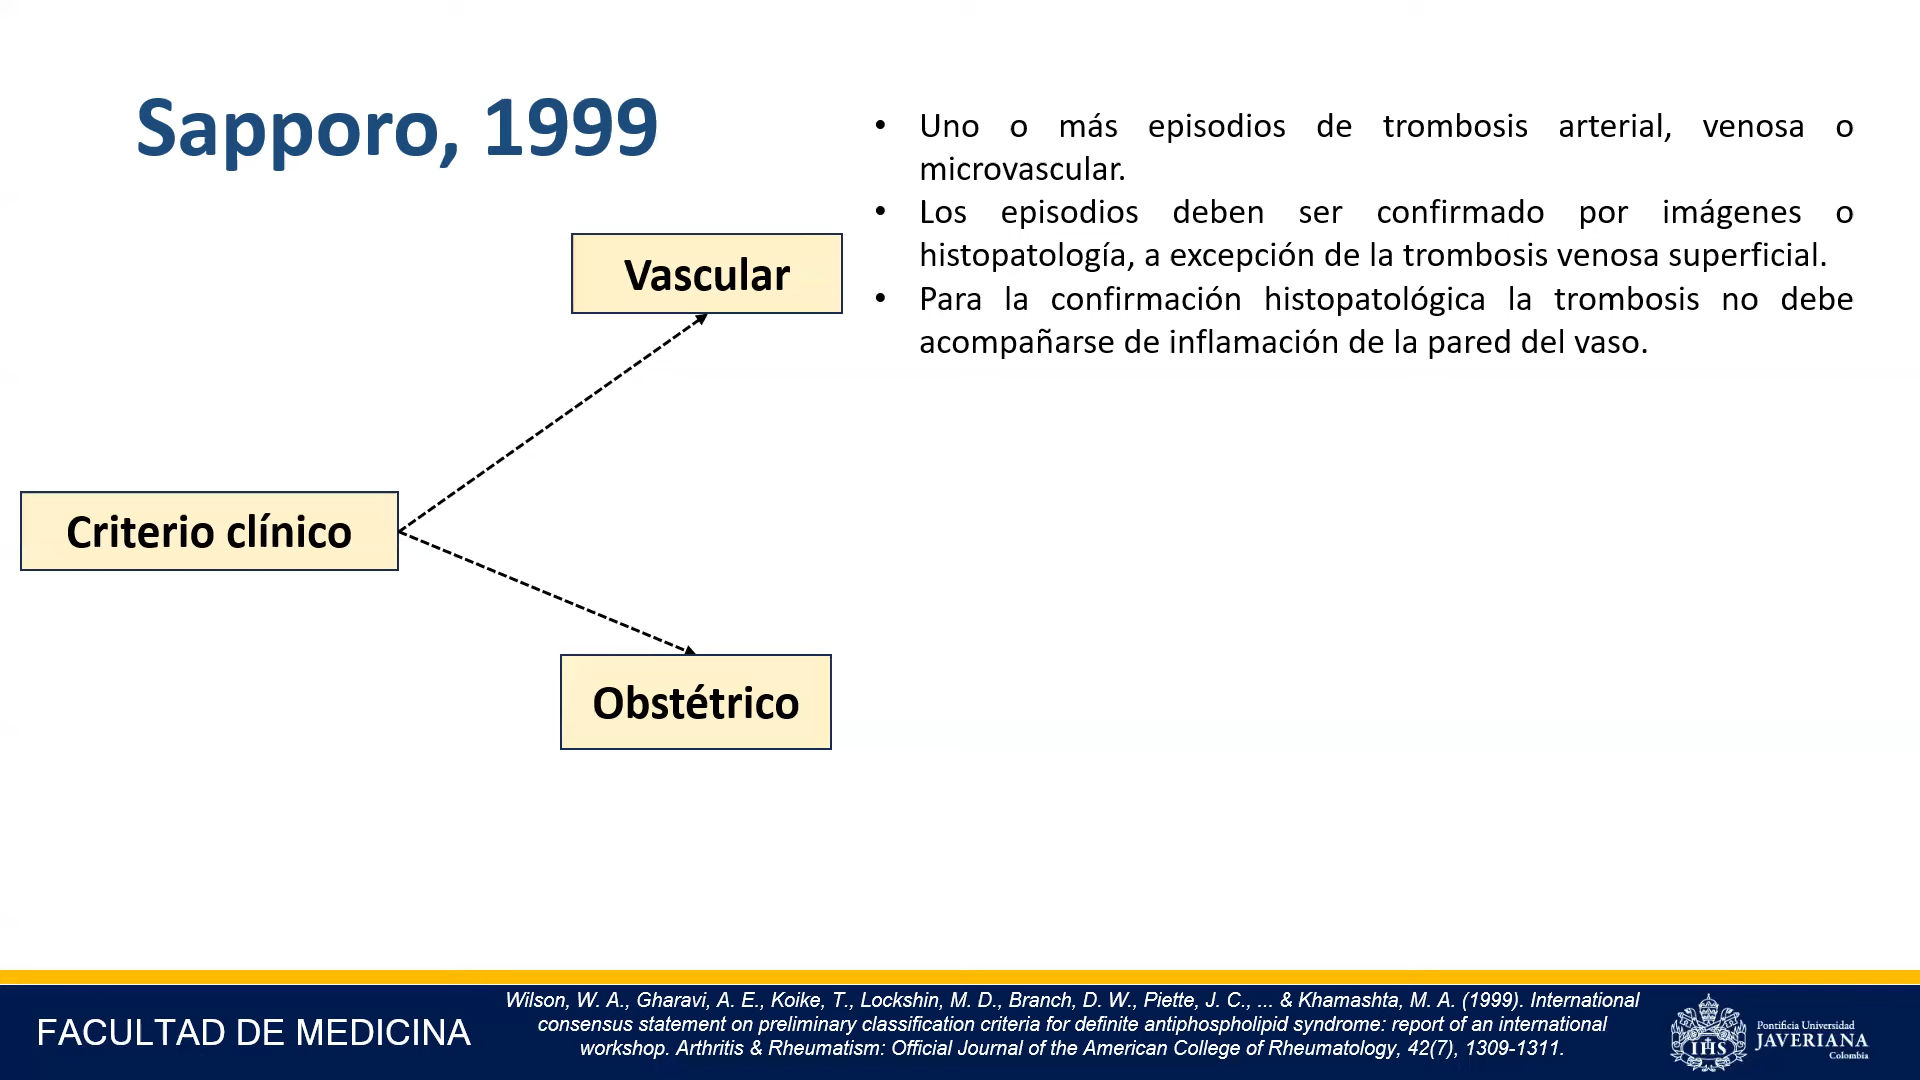 Sapporo, 1999
• Uno o más episodios de trombosis arterial, venosa o
microvascular.
• Los episodios deben ser confirmado por imágenes o
histopatología, a excepción de la trombosis venosa superficial.
• Para la confirmación histopatológica la trombosis no debe
acompañarse de inflamación de la pared del vaso.
Vascular
Criterio clínico
Obstétrico
FACULTAD DE MEDICINA
Wilson, W. A., Gharavi, A. E., Koike, T., Lockshin, M. D., Branch, D. W., Piette, J. C., ... & Khamashta, M. A. (1999). International
consensus statement on preliminary classification criteria for definite antiphospholipid syndrome: report of an international
workshop. Arthritis & Rheumatism: Official Journal of the American College of Rheumatology, 42(7), 1309-1311.
IHS
Pontificia Universidad
JAVERIANA
Colombia